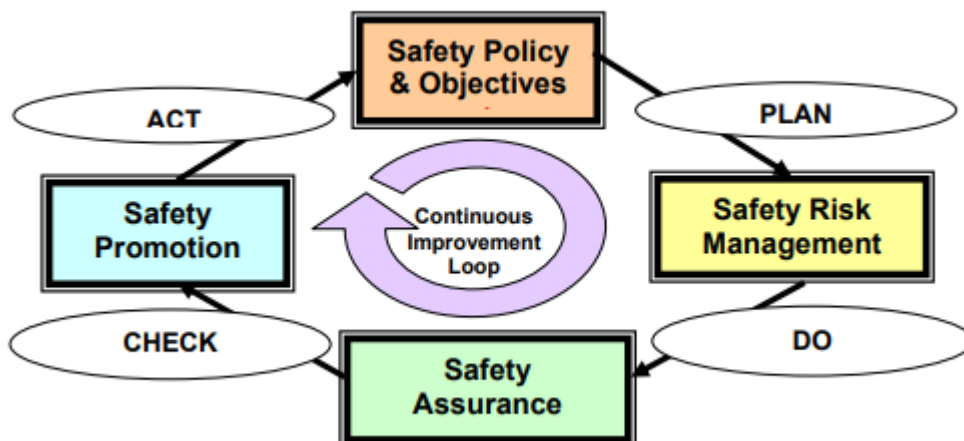 Safety Policy
& Objectives
ACT
PLAN
Safety
Promotion
Continuous
Improvement
Loop
Safety Risk
Management
CHECK
DO
Safety
Assurance